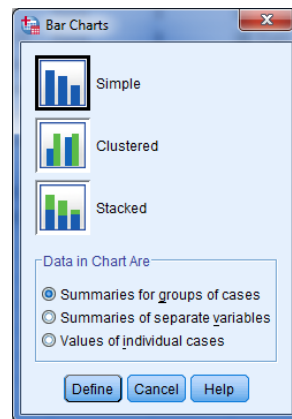 Bar Charts
Simple
Clustered
Stacked
Data in Chart Are
Summaries for groups of cases
Summaries of separate variables
Values of individual cases
Define Cancel Help